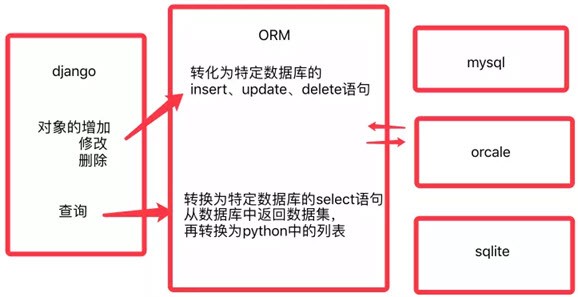 django
对象的增加
修改
删除
查询
ORM
转化为特定数据库的
insert、update、delete语句
转换为特定数据库的select语句
从数据库中返回数据集，
再转换为python中的列表
mysql
orcale
sqlite